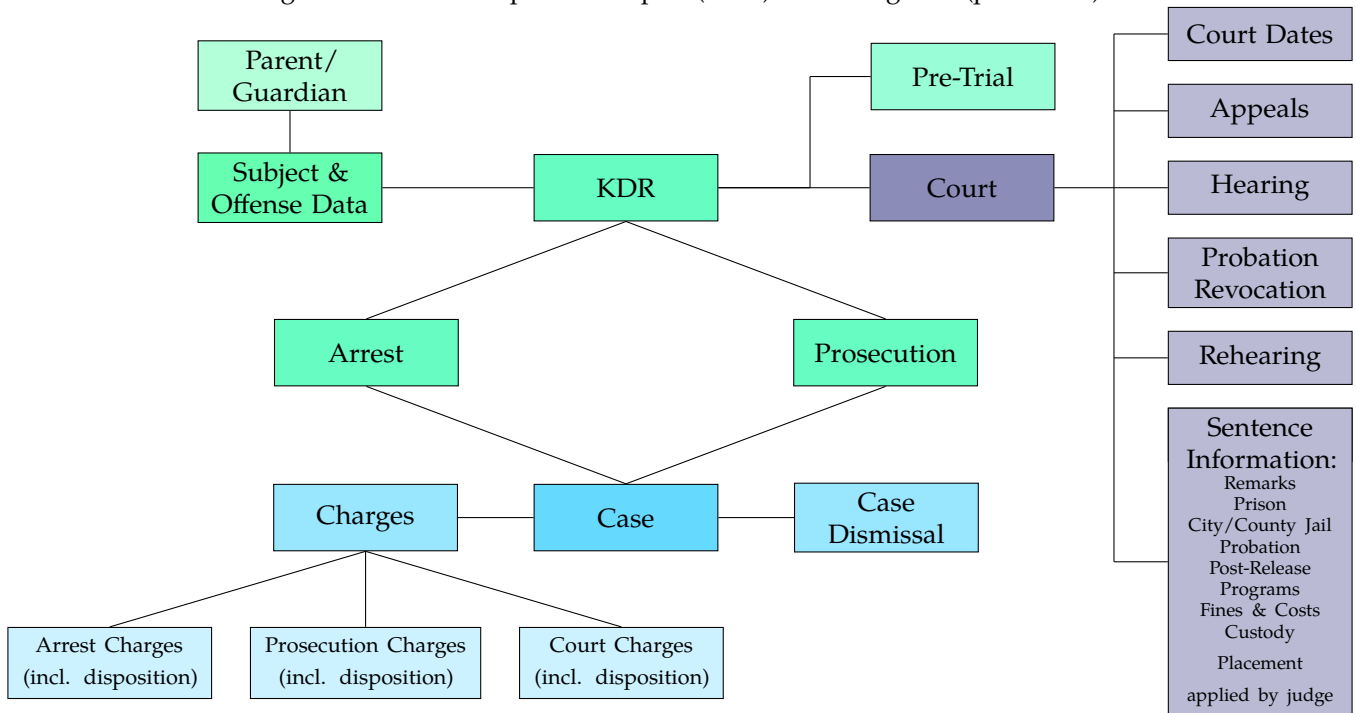 Court Dates
Parent/
Guardian
Pre-Trial
Appeals
Subject &
Offense Data
KDR
Court
Hearing
Probation
Revocation
Arrest
Prosecution
Rehearing
Sentence
Information:
Remarks
Prison
City/County Jail
Probation
Post-Release
Programs
Fines & Costs
Custody
Placement
applied by judge
Charges
Case
Case
Dismissal
Arrest Charges
(incl. disposition)
Prosecution Charges
(incl. disposition)
Court Charges
(incl. disposition)